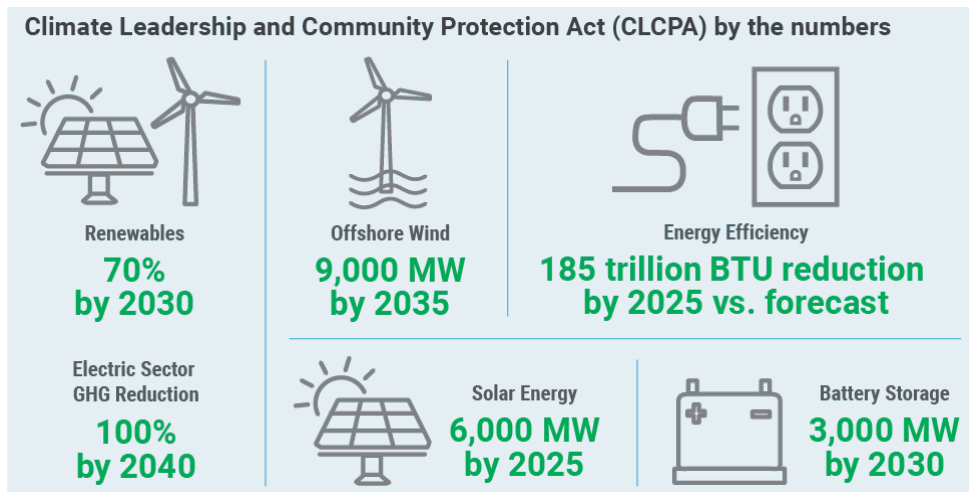 Climate Leadership and Community Protection Act (CLCPA) by the numbers
Renewables
70%
by 2030
Electric Sector
GHG Reduction
100%
by 2040
Offshore Wind
9,000 MW
by 2035
Energy Efficiency
185 trillion BTU reduction
by 2025 vs. forecast
Solar Energy
6,000 MW
by 2025
Battery Storage
3,000 MW
by 2030